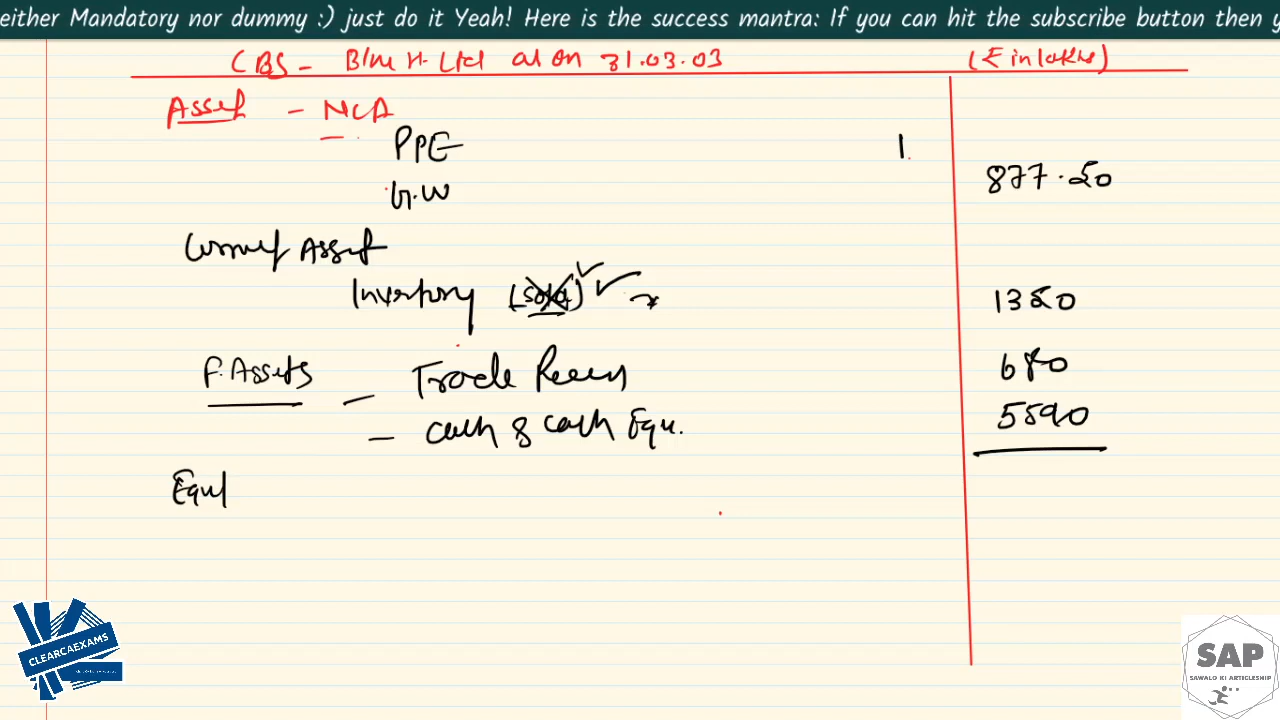 either Mandatory nor dummy :) just do it Yeah! Here is the success mantra: If you can hit the subscribe button then y
CBS - Blue H. Ltd as on 31.03.03 (₹ in lakhs)
Asset - NCA
PPE 1
G.W 877.50
Current Asset
Inventory 1350
F. Assets - Trade Receiv 680
- Cash & Cash Equ. 5590
Equi
CLEARCAEXAMS
SAP
SAWALO KI ARTICLESHIP